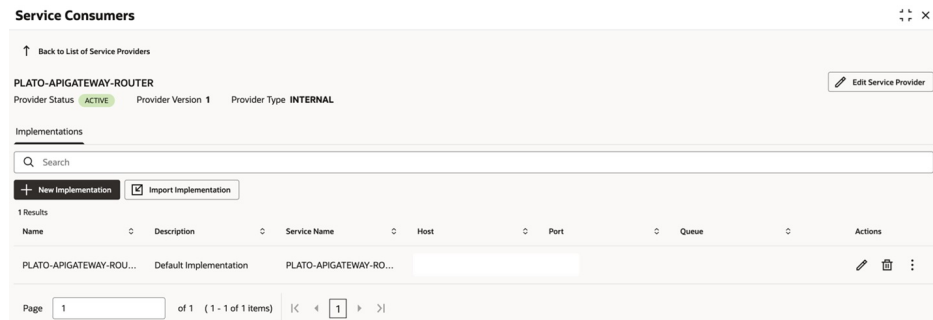 Service Consumers
Back to List of Service Providers
PLATO-APIGATEWAY-ROUTER
Edit Service Provider
Provider Status ACTIVE Provider Version 1 Provider Type INTERNAL
Implementations
Search
New Implementation Import Implementation
1 Results
Name Description Service Name Host Port Queue Actions
PLATO-APIGATEWAY-ROU... Default Implementation PLATO-APIGATEWAY-RO...
Page 1 of 1 ( 1 - 1 of 1 items) 1